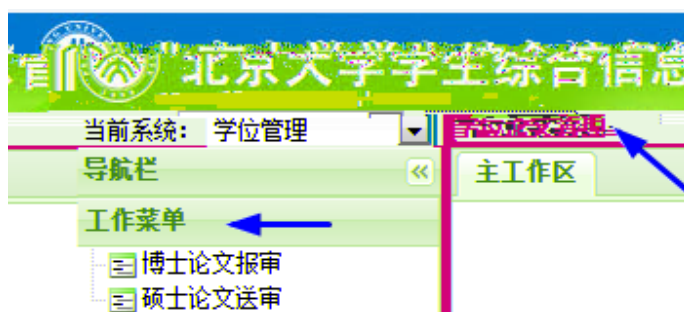 北京大学学生综合信息
当前系统： 学位管理
导航栏
主工作区
工作菜单
博士论文报审
硕士论文送审